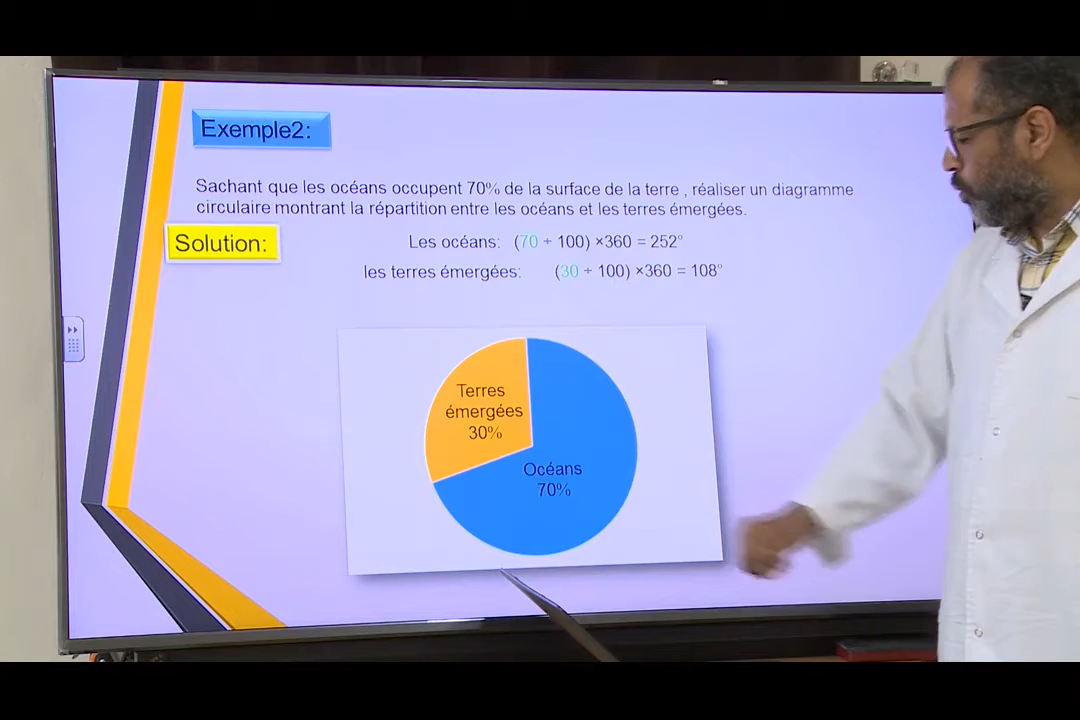 Exemple2:
Sachant que les océans occupent 70% de la surface de la terre , réaliser un diagramme
circulaire montrant la répartition entre les océans et les terres émergées.
Solution:
Les océans: (70 ÷ 100) ×360 = 252°
les terres émergées: (30 ÷ 100) ×360 = 108°
Terres
émergées
30%
Océans
70%